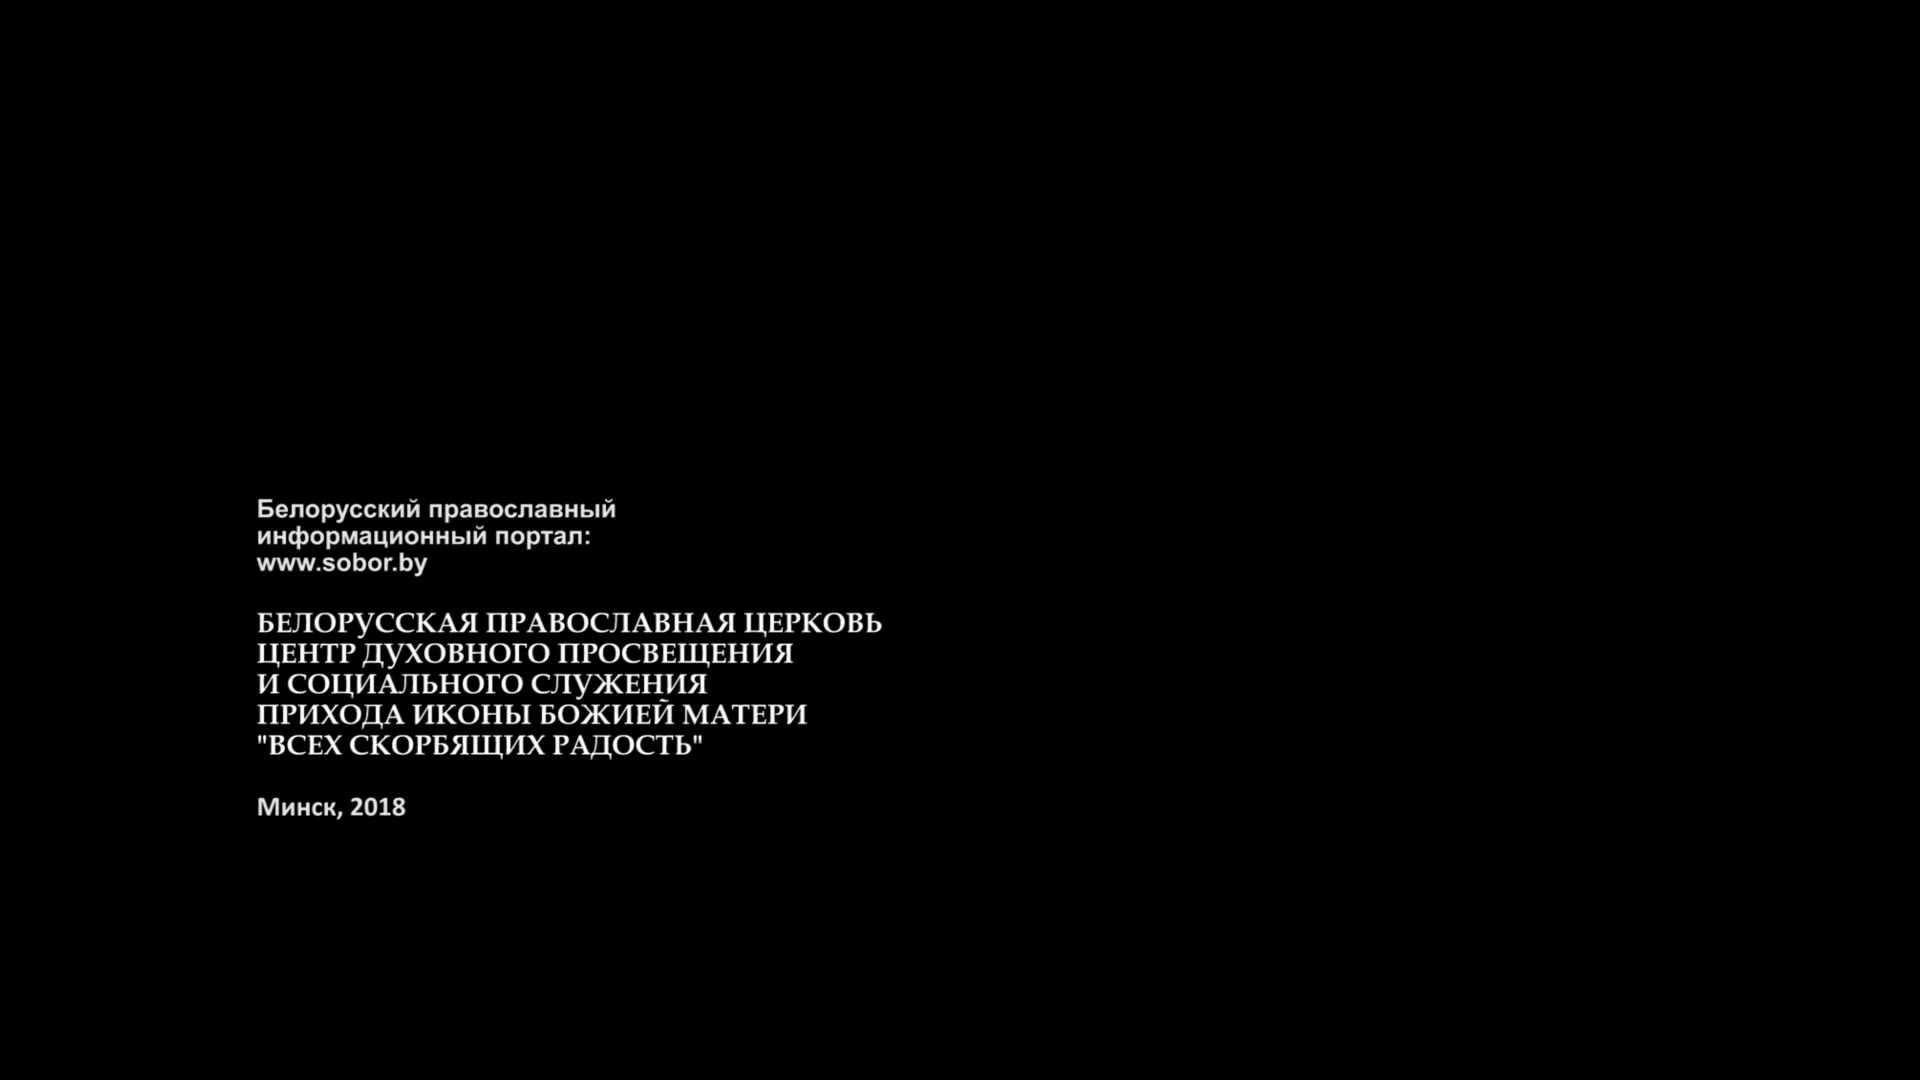 Белорусский православный
информационный портал:
www.sobor.by
БЕЛОРУССКАЯ ПРАВОСЛАВНАЯ ЦЕРКОВЬ
ЦЕНТР ДУХОВНОГО ПРОСВЕЩЕНИЯ
И СОЦИАЛЬНОГО СЛУЖЕНИЯ
ПРИХОДА ИКОНЫ БОЖИЕЙ МАТЕРИ
"ВСЕХ СКОРБЯЩИХ РАДОСТЬ"
Минск, 2018